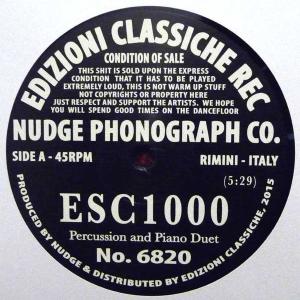 EDIZIONI CLASSICHE REC
CONDITION OF SALE
THIS SHIT IS SOLD UPON THE EXPRESS
CONDITION THAT IT HAS TO BE PLAYED
EXTREMELY LOUD, THIS IS NOT WARM UP STUFF
NOT COPYRIGHTS OR PROPERTY HERE
JUST RESPECT AND SUPPORT THE ARTISTS. WE HOPE
YOU WILL SPEND GOOD TIMES ON THE DANCEFLOOR
NUDGE PHONOGRAPH CO.
SIDE A - 45RPM
RIMINI - ITALY
(5:29)
ESC1000
Percussion and Piano Duet
No. 6820
PRODUCED BY NUDGE & DISTRIBUTED BY EDIZIONI CLASSICHE, 2015